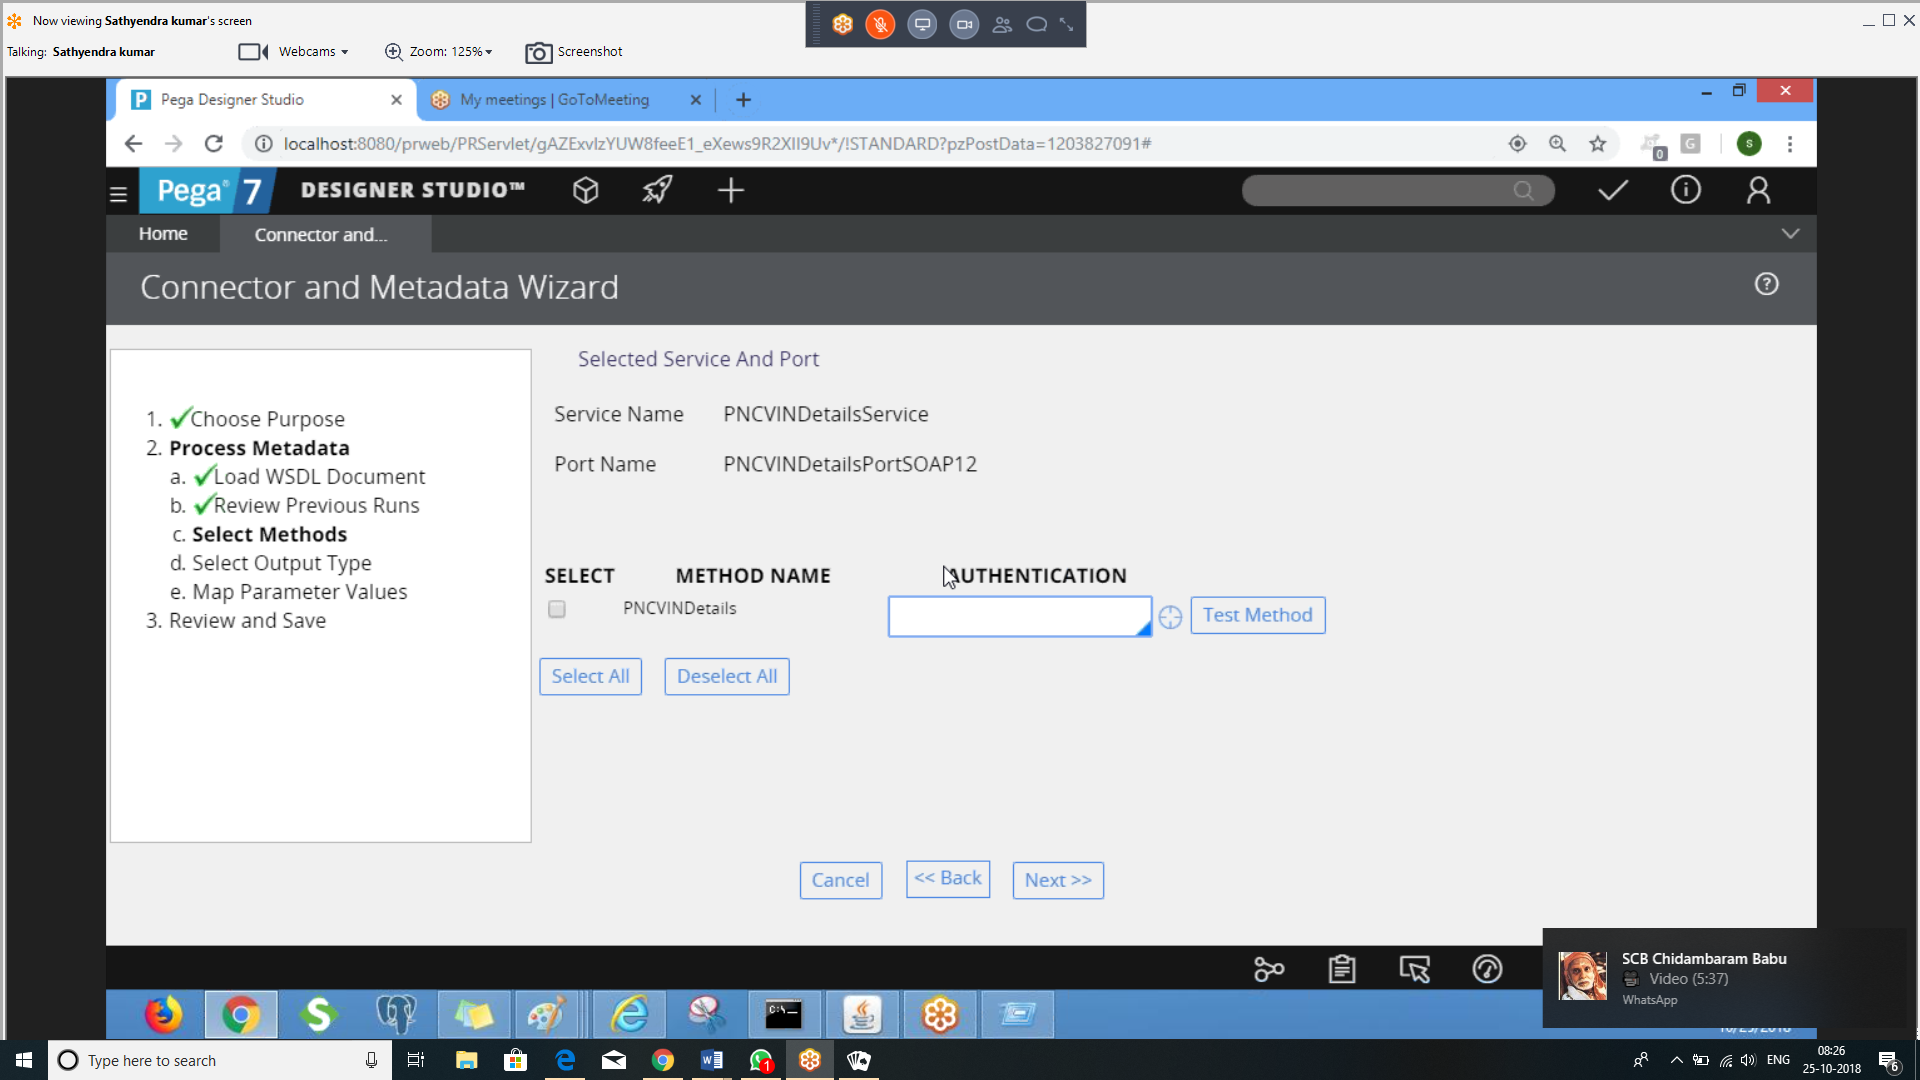 Now viewing Sathyendra kumar's screen
Talking: Sathyendra kumar
Webcams
Zoom: 125%
Screenshot
Pega Designer Studio
My meetings | GoToMeeting
localhost:8080/prweb/PRServlet/gAZExvIzYUW8feeE1_eXews9R2XII9Uv*/!STANDARD?pzPostData=1203827091#
0
G
S
Pega® 7
DESIGNER STUDIO™
Home
Connector and...
Connector and Metadata Wizard
1. Choose Purpose
2. Process Metadata
a. Load WSDL Document
b. Review Previous Runs
c. Select Methods
d. Select Output Type
e. Map Parameter Values
3. Review and Save
Selected Service And Port
Service Name PNCVINDetailsService
Port Name PNCVINDetailsPortSOAP12
SELECT METHOD NAME AUTHENTICATION
PNCVINDetails
Test Method
Select All
Deselect All
Cancel
<< Back
Next >>
SCB Chidambaram Babu
Video (5:37)
WhatsApp
Type here to search
1
ENG
08:26
25-10-2018
6